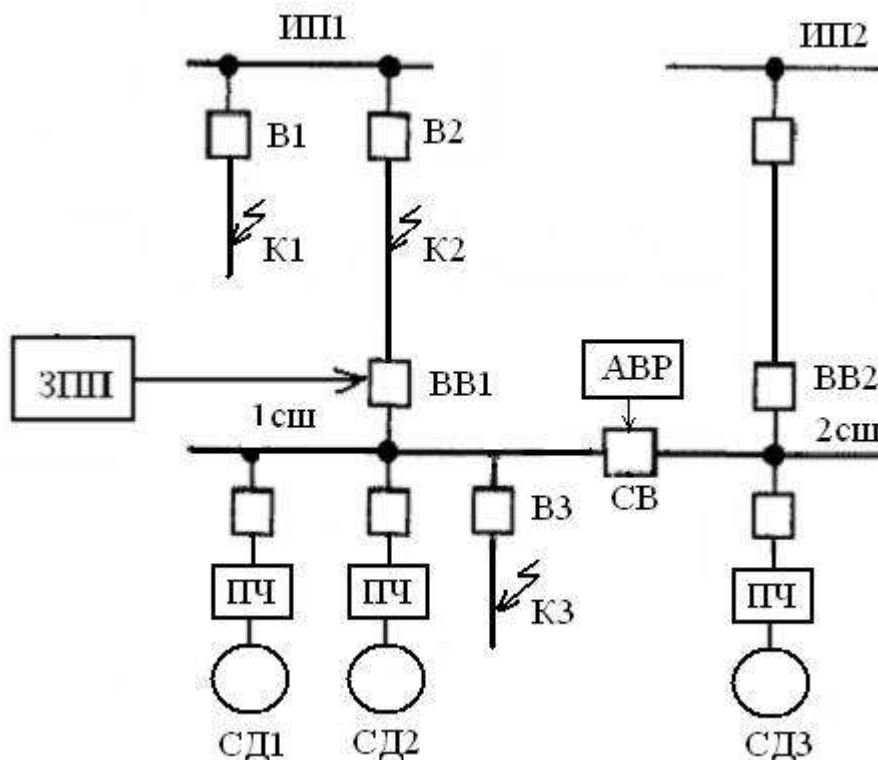 ИП1
ИП2
В1
В2
К1
К2
ЗПП
ВВ1
АВР
ВВ2
1сш
2сш
В3
СВ
ПЧ
ПЧ
К3
ПЧ
СД1
СД2
СД3